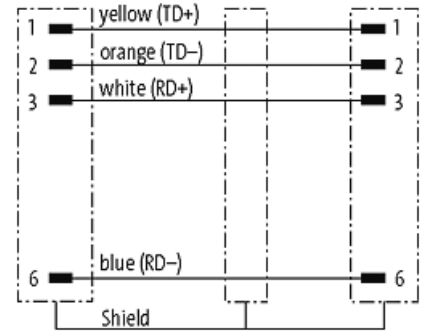 1 yellow (TD+) 1
2 orange (TD–) 2
3 white (RD+) 3
6 blue (RD–) 6
Shield